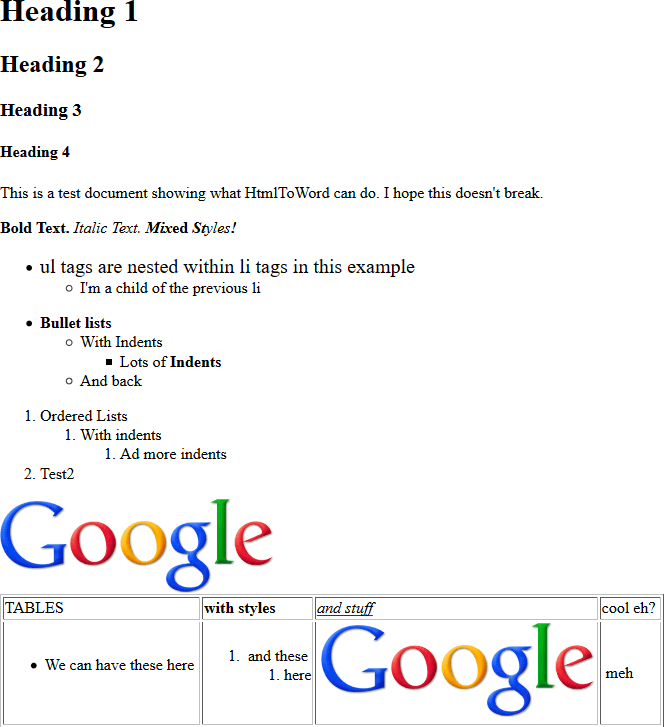 Heading 1
Heading 2
Heading 3
Heading 4
This is a test document showing what HtmlToWord can do. I hope this doesn't break.
Bold Text. Italic Text. Mixed Styles!
• ul tags are nested within li tags in this example
○ I'm a child of the previous li
• Bullet lists
○ With Indents
■ Lots of Indents
○ And back
1. Ordered Lists
1. With indents
1. Ad more indents
2. Test2
Google
TABLES with styles and stuff cool eh?
• We can have these here
1. and these
1. here
Google
meh